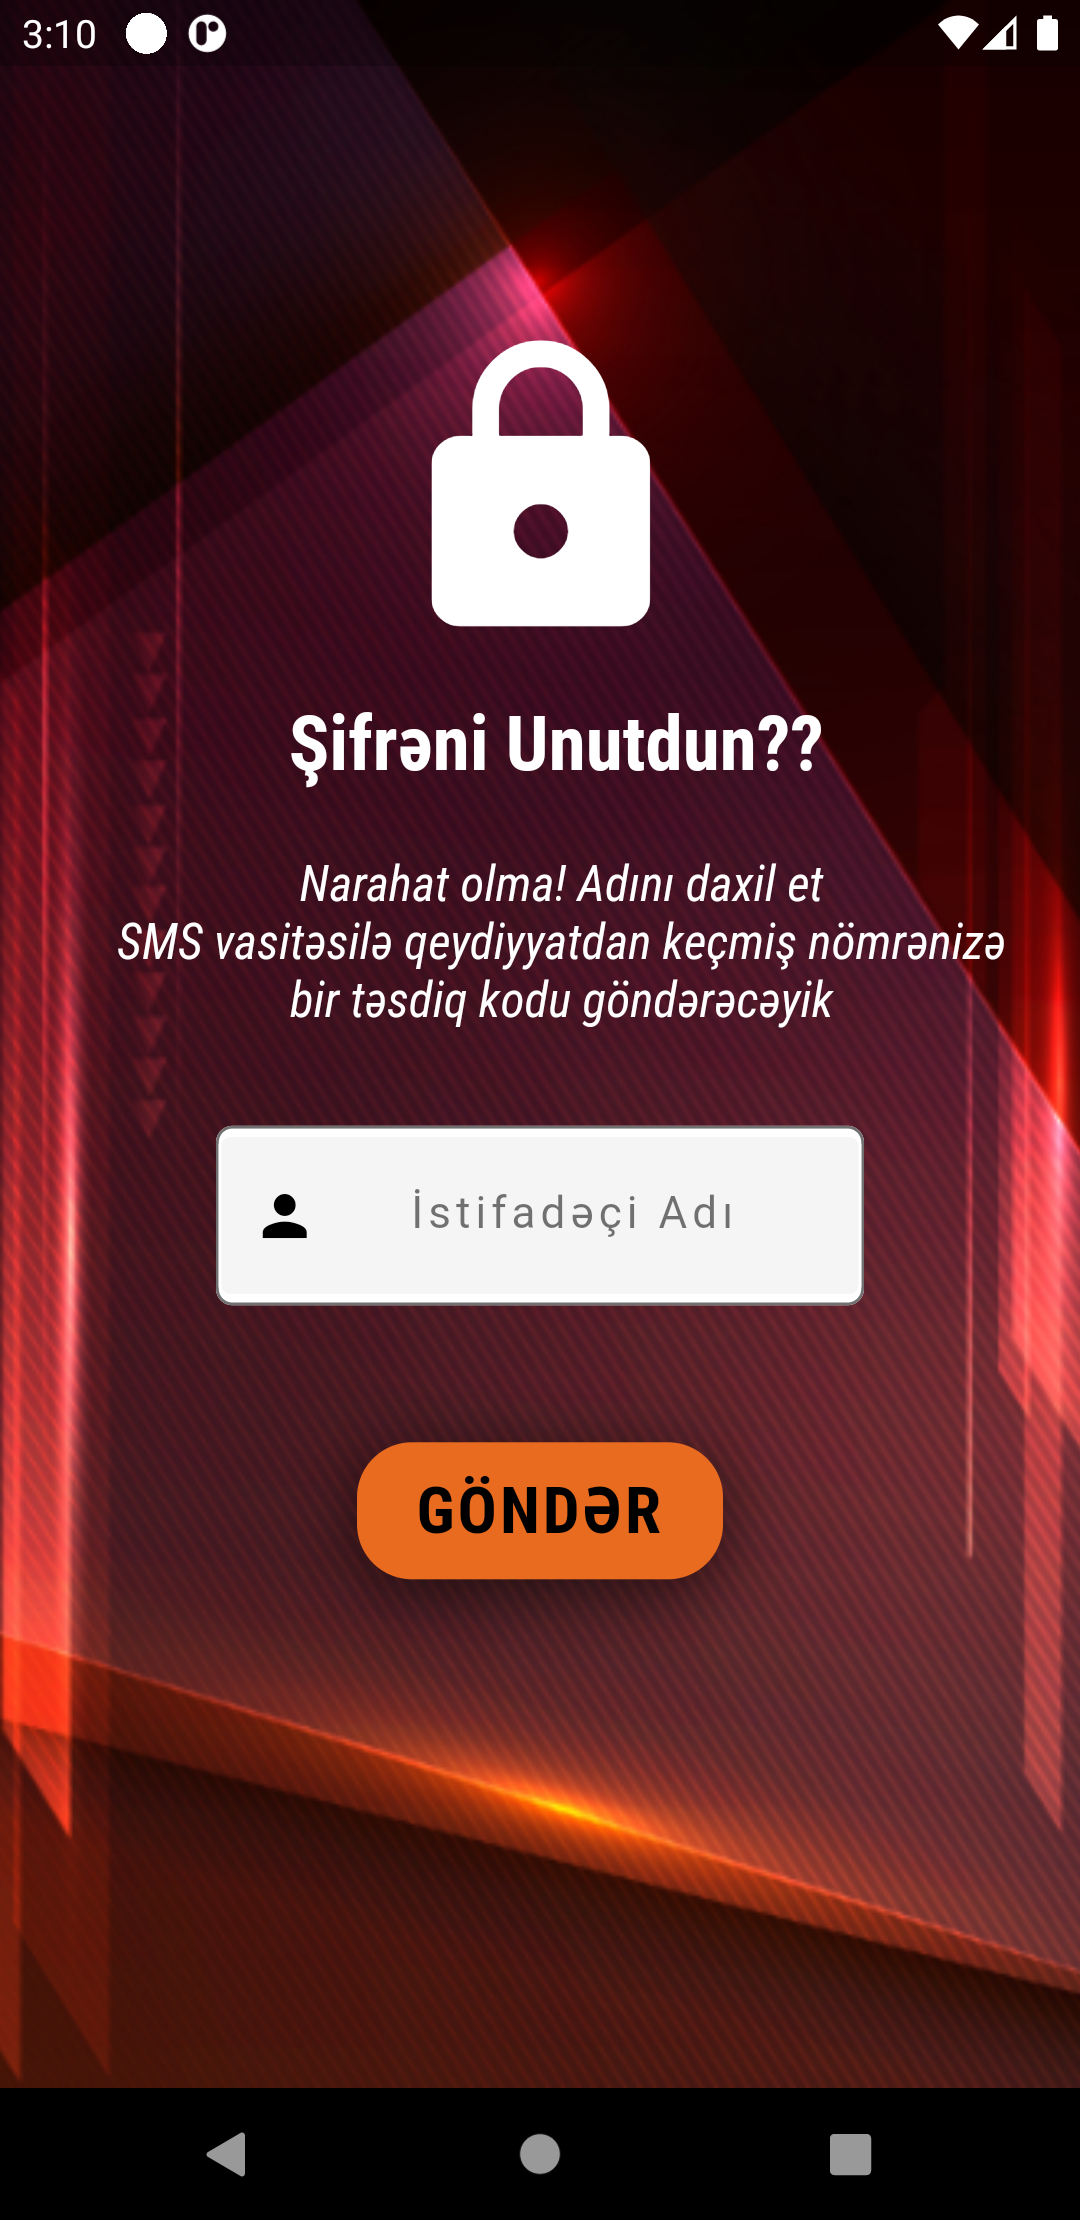 3:10
Şifrəni Unutdun??
Narahat olma! Adını daxil et
SMS vasitəsilə qeydiyyatdan keçmiş nömrənizə
bir təsdiq kodu göndərəcəyik
İstifadəçi Adı
GÖNDƏR